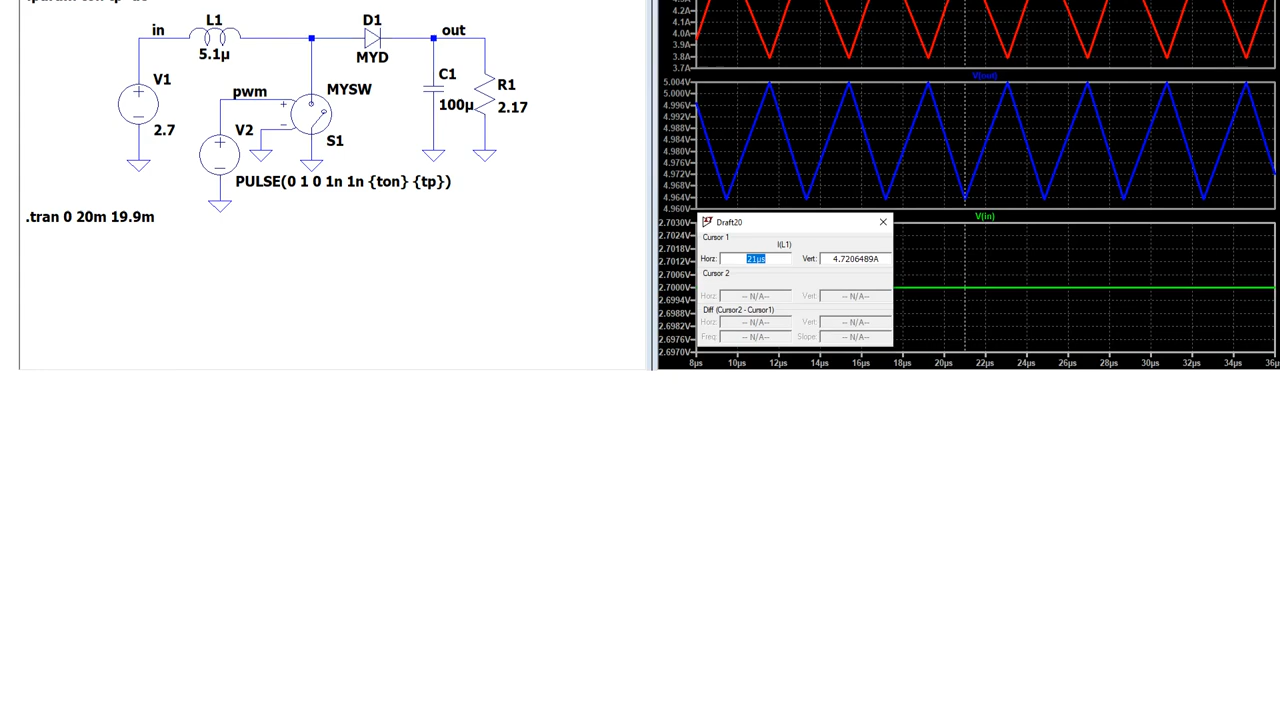 L1
in
5.1µ
D1
MYD
out
V1
2.7
pwm
V2
+
−
MYSW
S1
C1
100µ
R1
2.17
PULSE(0 1 0 1n 1n {ton} {tp})
.tran 0 20m 19.9m
4.2A
4.1A
4.0A
3.9A
3.8A
3.7A
V(out)
5.004V
5.000V
4.996V
4.992V
4.988V
4.984V
4.980V
4.976V
4.972V
4.968V
4.964V
4.960V
V(in)
2.7030V
2.7024V
2.7018V
2.7012V
2.7006V
2.7000V
2.6994V
2.6988V
2.6982V
2.6976V
2.6970V
8µs 10µs 12µs 14µs 16µs 18µs 20µs 22µs 24µs 26µs 28µs 30µs 32µs 34µs 36µ
Draft20
Cursor 1
I(L1)
Horz: 21µs Vert: 4.7206489A
Cursor 2
Horz: -- N/A-- Vert: -- N/A--
Diff (Cursor2 - Cursor1)
Horz: -- N/A-- Vert: -- N/A--
Freq: -- N/A-- Slope: -- N/A--